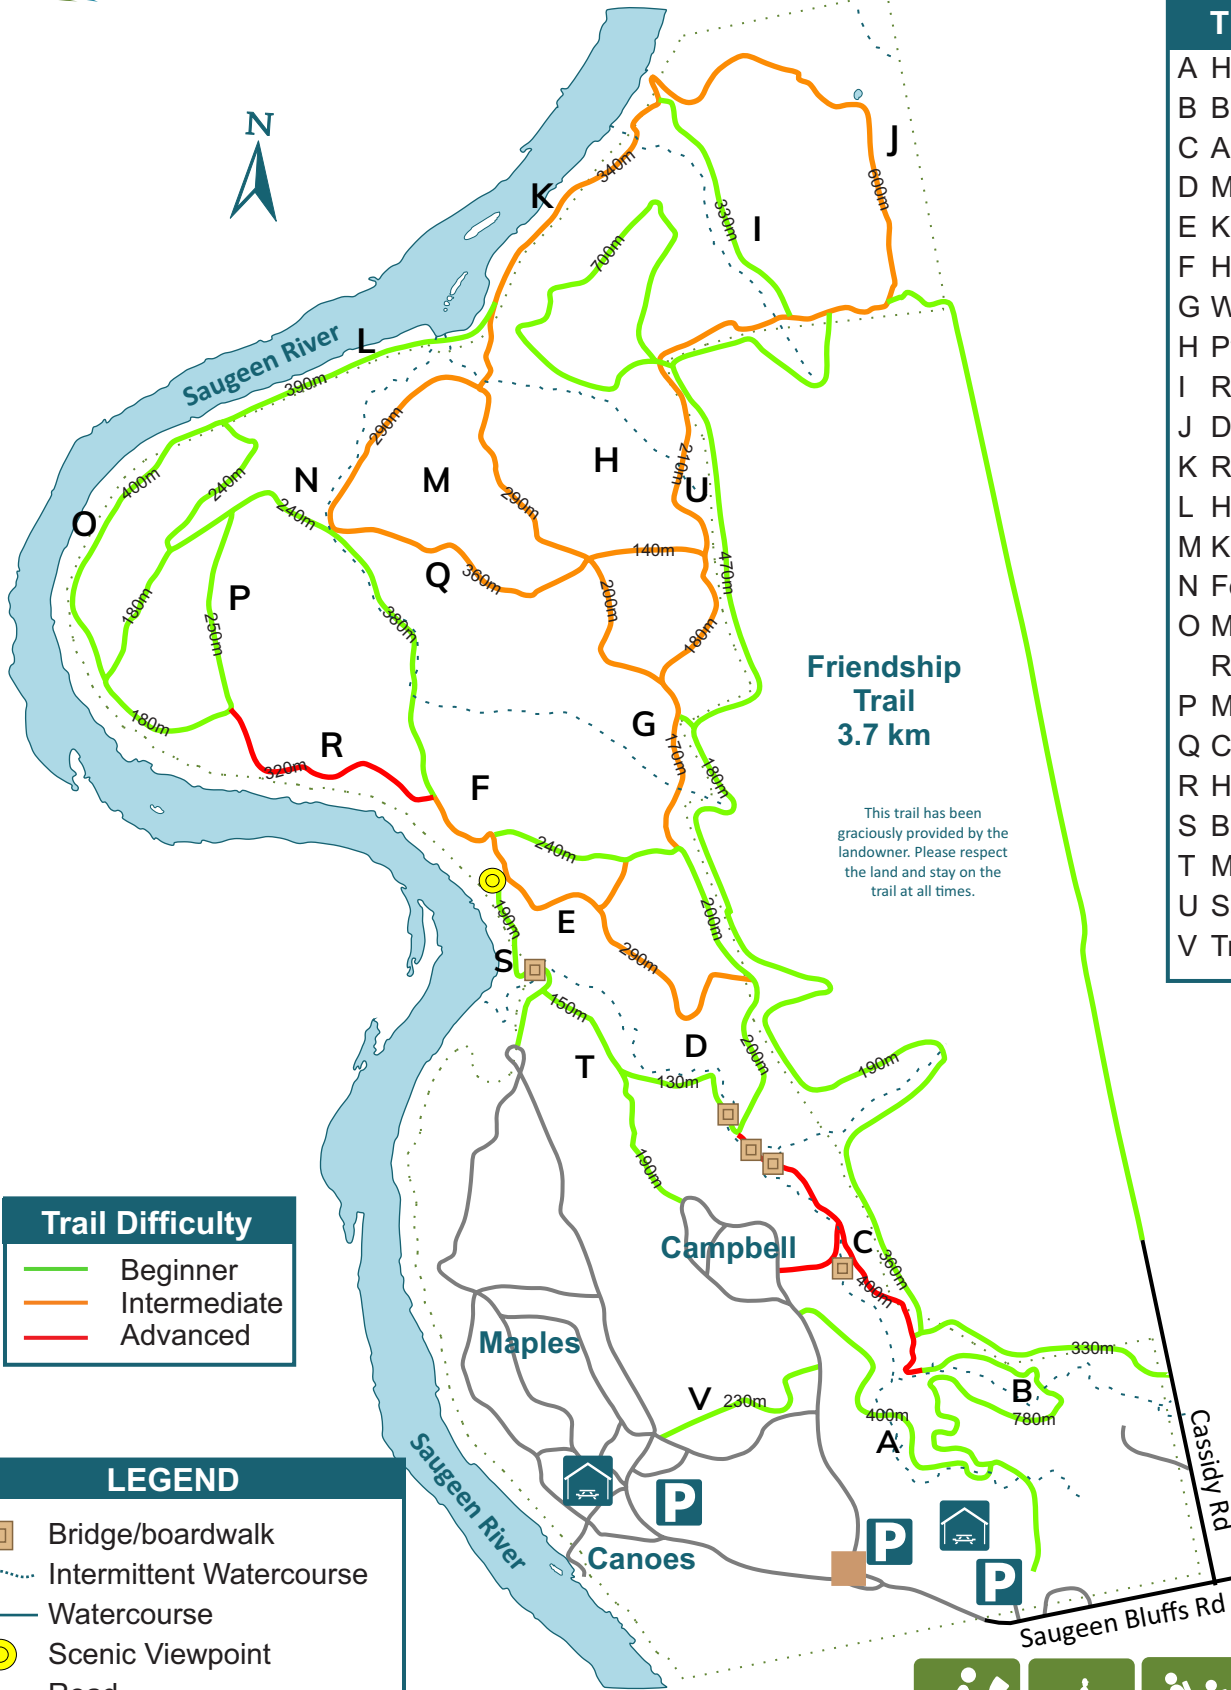 T
A H
B B
C A
D M
E K
F H
G W
H P
I R
J D
K R
L H
M K
N Fo
O M
R
P M
Q C
R H
S B
T M
U S
V Tr
N
J
K
340m
600m
330m
I
700m
L
Saugeen River
390m
290m
H
210m
N
M
U
400m
240m
290m
240m
O
140m
470m
Q
360m
P
180m
200m
380m
250m
180m
Friendship
Trail
3.7 km
180m
G
R
170m
320m
180m
F
This trail has been
graciously provided by the
landowner. Please respect
the land and stay on the
trail at all times.
240m
190m
E
200m
S
290m
150m
D
200m
T
130m
190m
190m
Campbell
C
360m
400m
Trail Difficulty
Beginner
Intermediate
Advanced
Maples
330m
B
V
230m
400m
780m
A
Cassidy Rd
Saugeen River
P
P
P
Canoes
Saugeen Bluffs Rd
LEGEND
Bridge/boardwalk
Intermittent Watercourse
Watercourse
Scenic Viewpoint
Road